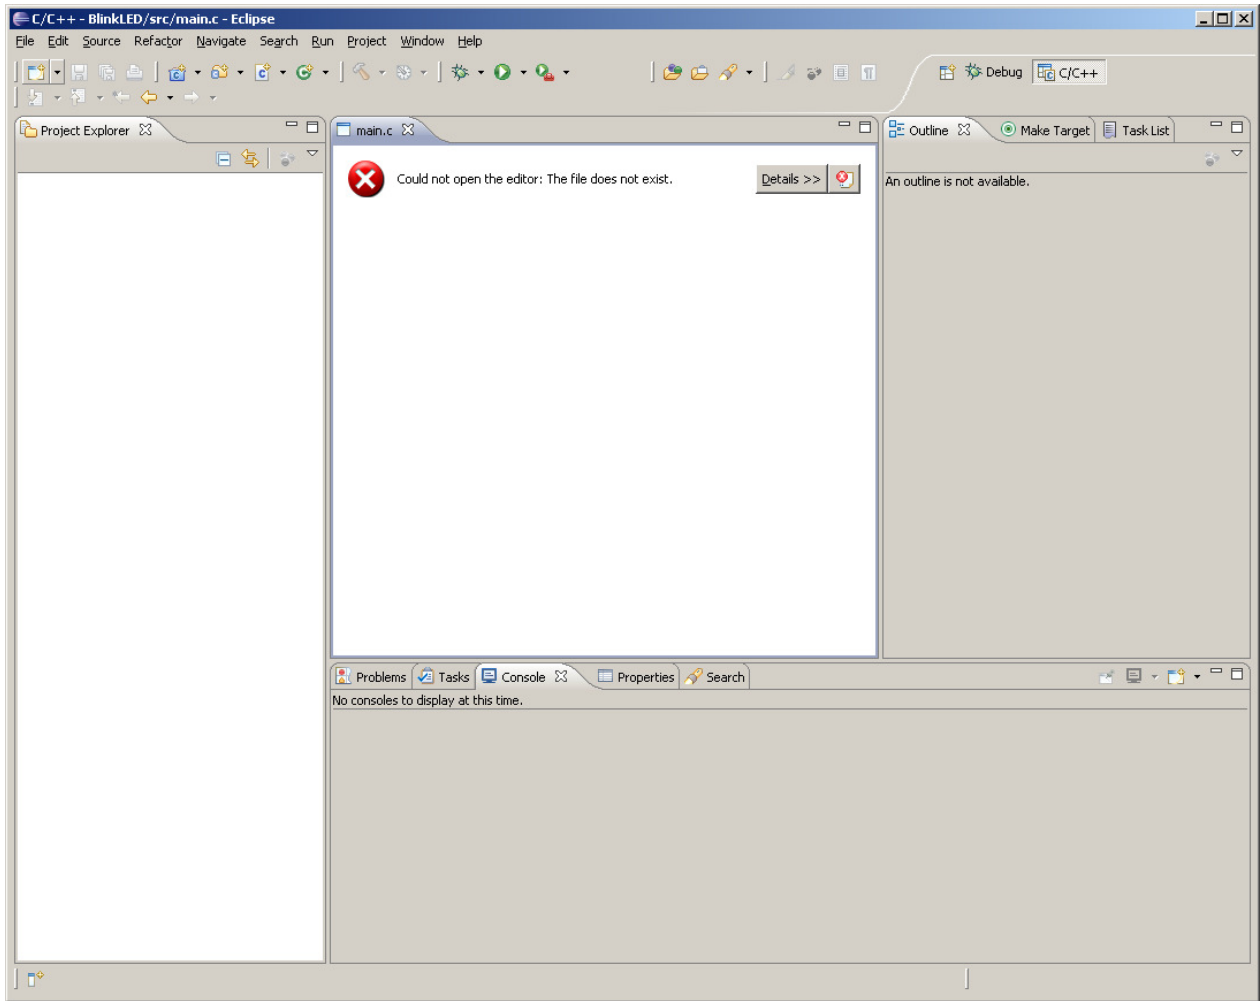 C/C++ - BlinkLED/src/main.c - Eclipse
File Edit Source Refactor Navigate Search Run Project Window Help
Debug C/C++
Project Explorer
main.c
Outline Make Target Task List
Could not open the editor: The file does not exist. Details >>
An outline is not available.
Problems Tasks Console Properties Search
No consoles to display at this time.